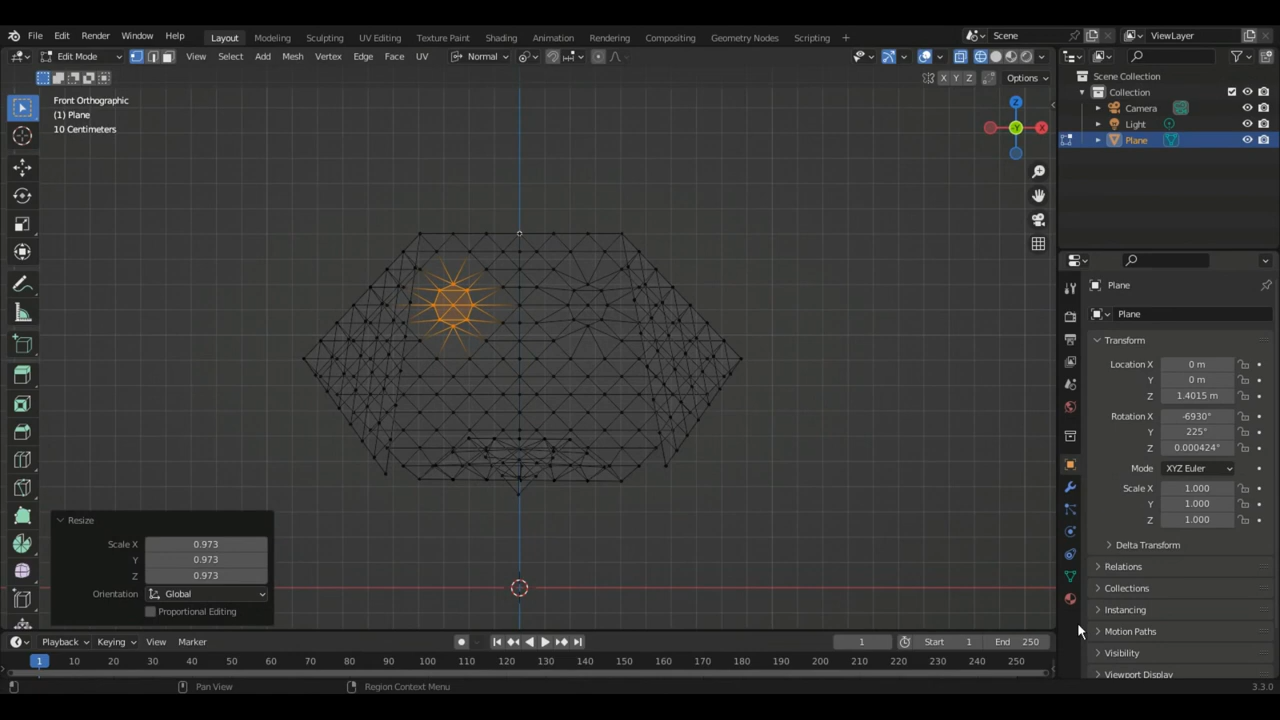 File Edit Render Window Help Layout Modeling Sculpting UV Editing Texture Paint Shading Animation Rendering Compositing Geometry Nodes Scripting + Scene ViewLayer
Edit Mode View Select Add Mesh Vertex Edge Face UV Normal
X Y Z Options
Scene Collection
Collection
Camera
Light
Plane
Front Orthographic
(1) Plane
10 Centimeters
Z
-Y X
Resize
Scale X 0.973
Y 0.973
Z 0.973
Orientation Global
Proportional Editing
Plane
Plane
Transform
Location X 0 m
Y 0 m
Z 1.4015 m
Rotation X -6930°
Y 225°
Z 0.000424°
Mode XYZ Euler
Scale X 1.000
Y 1.000
Z 1.000
Delta Transform
Relations
Collections
Instancing
Motion Paths
Visibility
Viewport Display
Playback Keying View Marker 1 Start 1 End 250
0 1 10 20 30 40 50 60 70 80 90 100 110 120 130 140 150 160 170 180 190 200 210 220 230 240 250
Pan View Region Context Menu 3.3.0